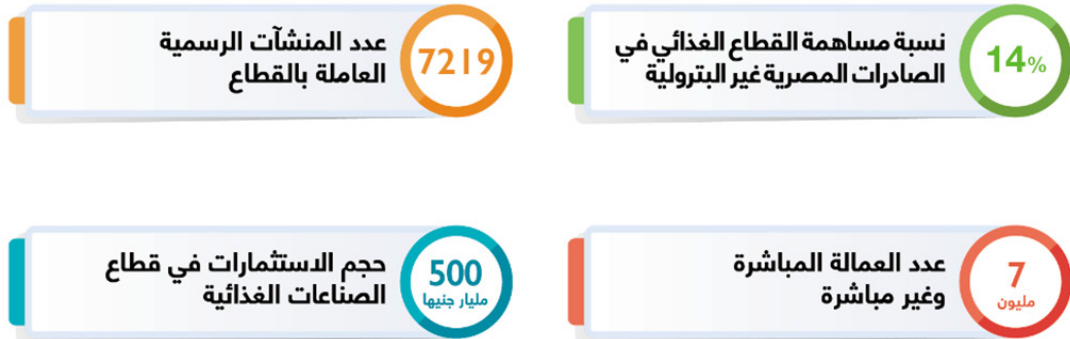 14%
نسبة مساهمة القطاع الغذائي في
الصادرات المصرية غير البترولية
7219
عدد المنشآت الرسمية
العاملة بالقطاع
7
مليون
عدد العمالة المباشرة
وغير مباشرة
500
مليار جنيها
حجم الاستثمارات في قطاع
الصناعات الغذائية